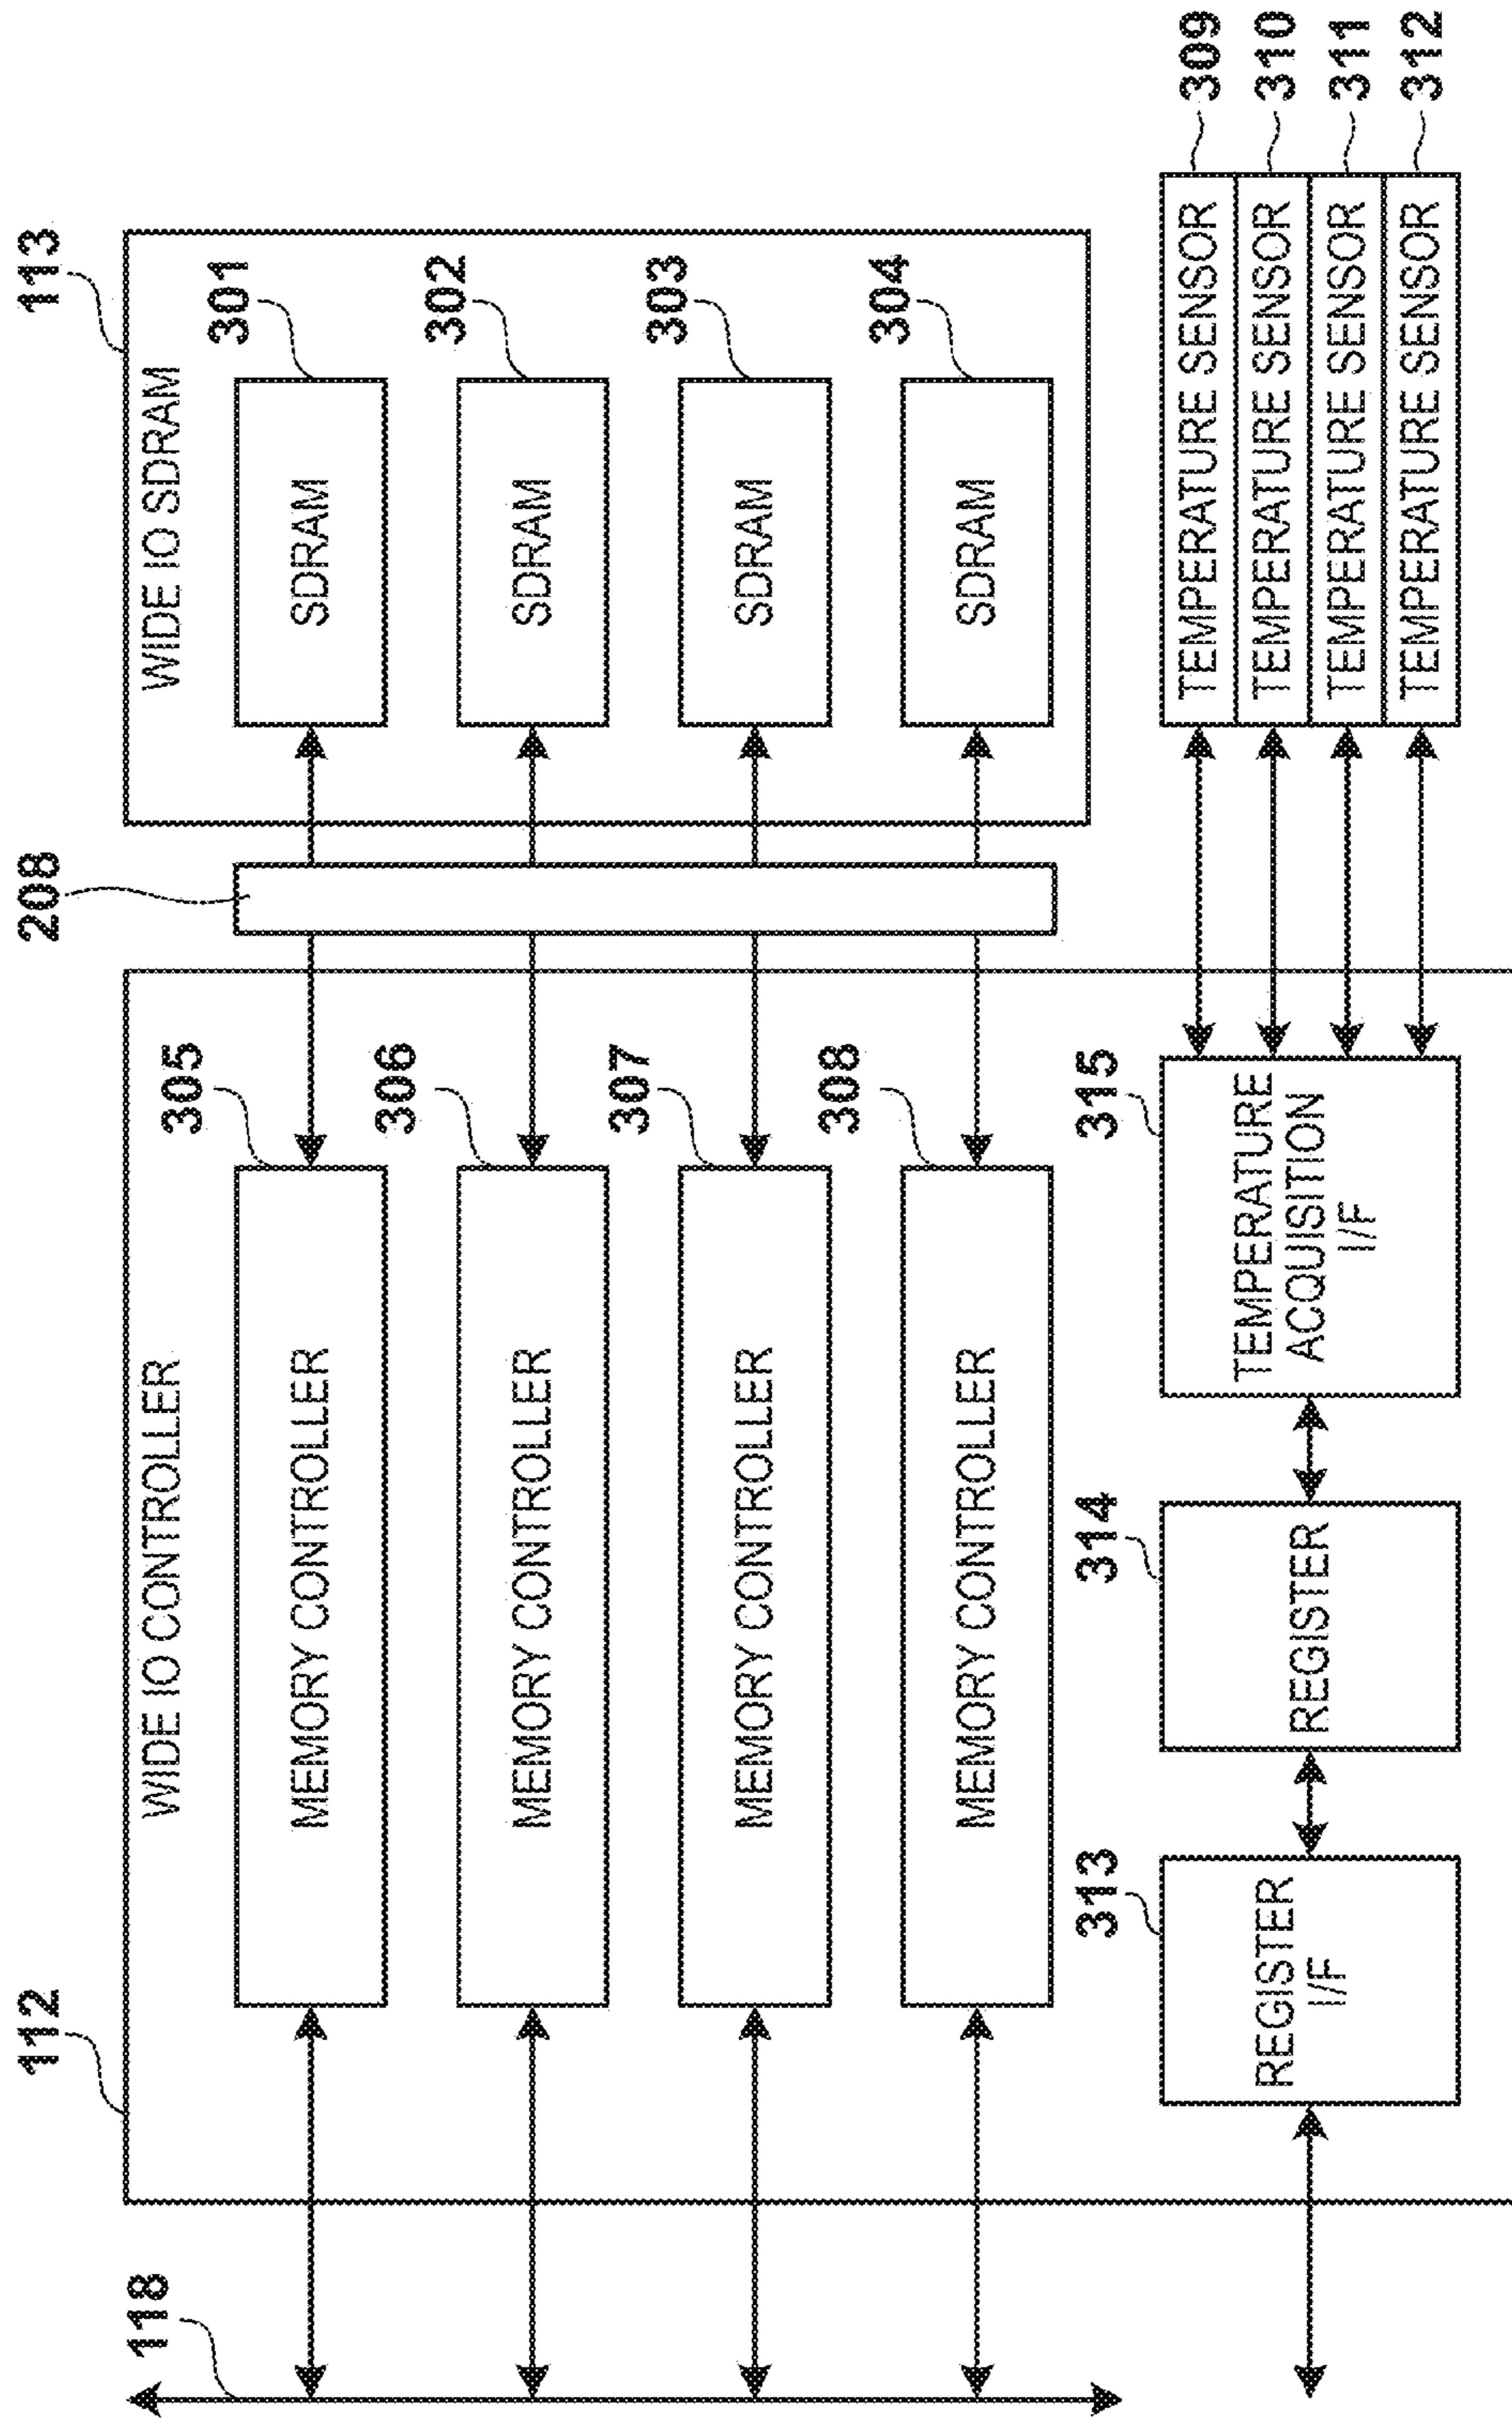 118
112
WIDE IO CONTROLLER
208
113
WIDE IO SDRAM
305
MEMORY CONTROLLER
301
SDRAM
306
MEMORY CONTROLLER
302
SDRAM
307
MEMORY CONTROLLER
303
SDRAM
308
MEMORY CONTROLLER
304
SDRAM
313
REGISTER
I/F
314
REGISTER
315
TEMPERATURE
ACQUISITION
I/F
TEMPERATURE SENSOR
309
TEMPERATURE SENSOR
310
TEMPERATURE SENSOR
311
TEMPERATURE SENSOR
312